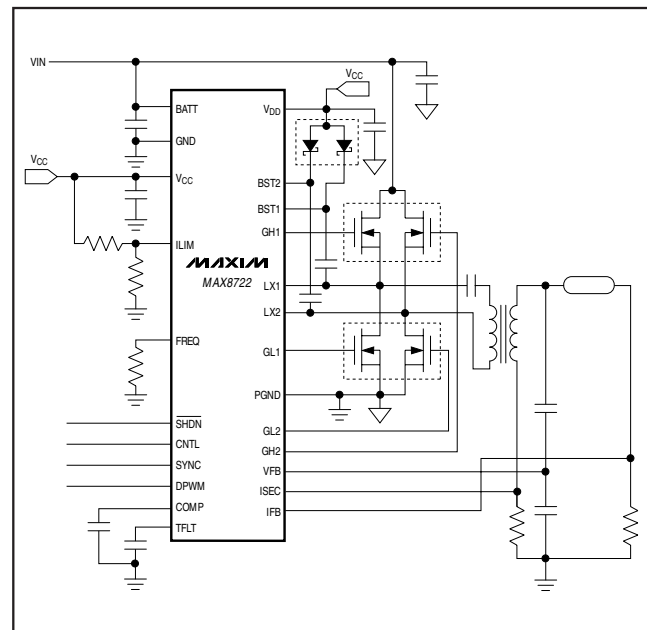 VIN
VCC
BATT
VDD
GND
VCC
VCC
BST2
BST1
GH1
ILIM
MAXIM
MAX8722
LX1
LX2
FREQ
GL1
PGND
SHDN
GL2
CNTL
GH2
SYNC
VFB
DPWM
ISEC
COMP
IFB
TFLT